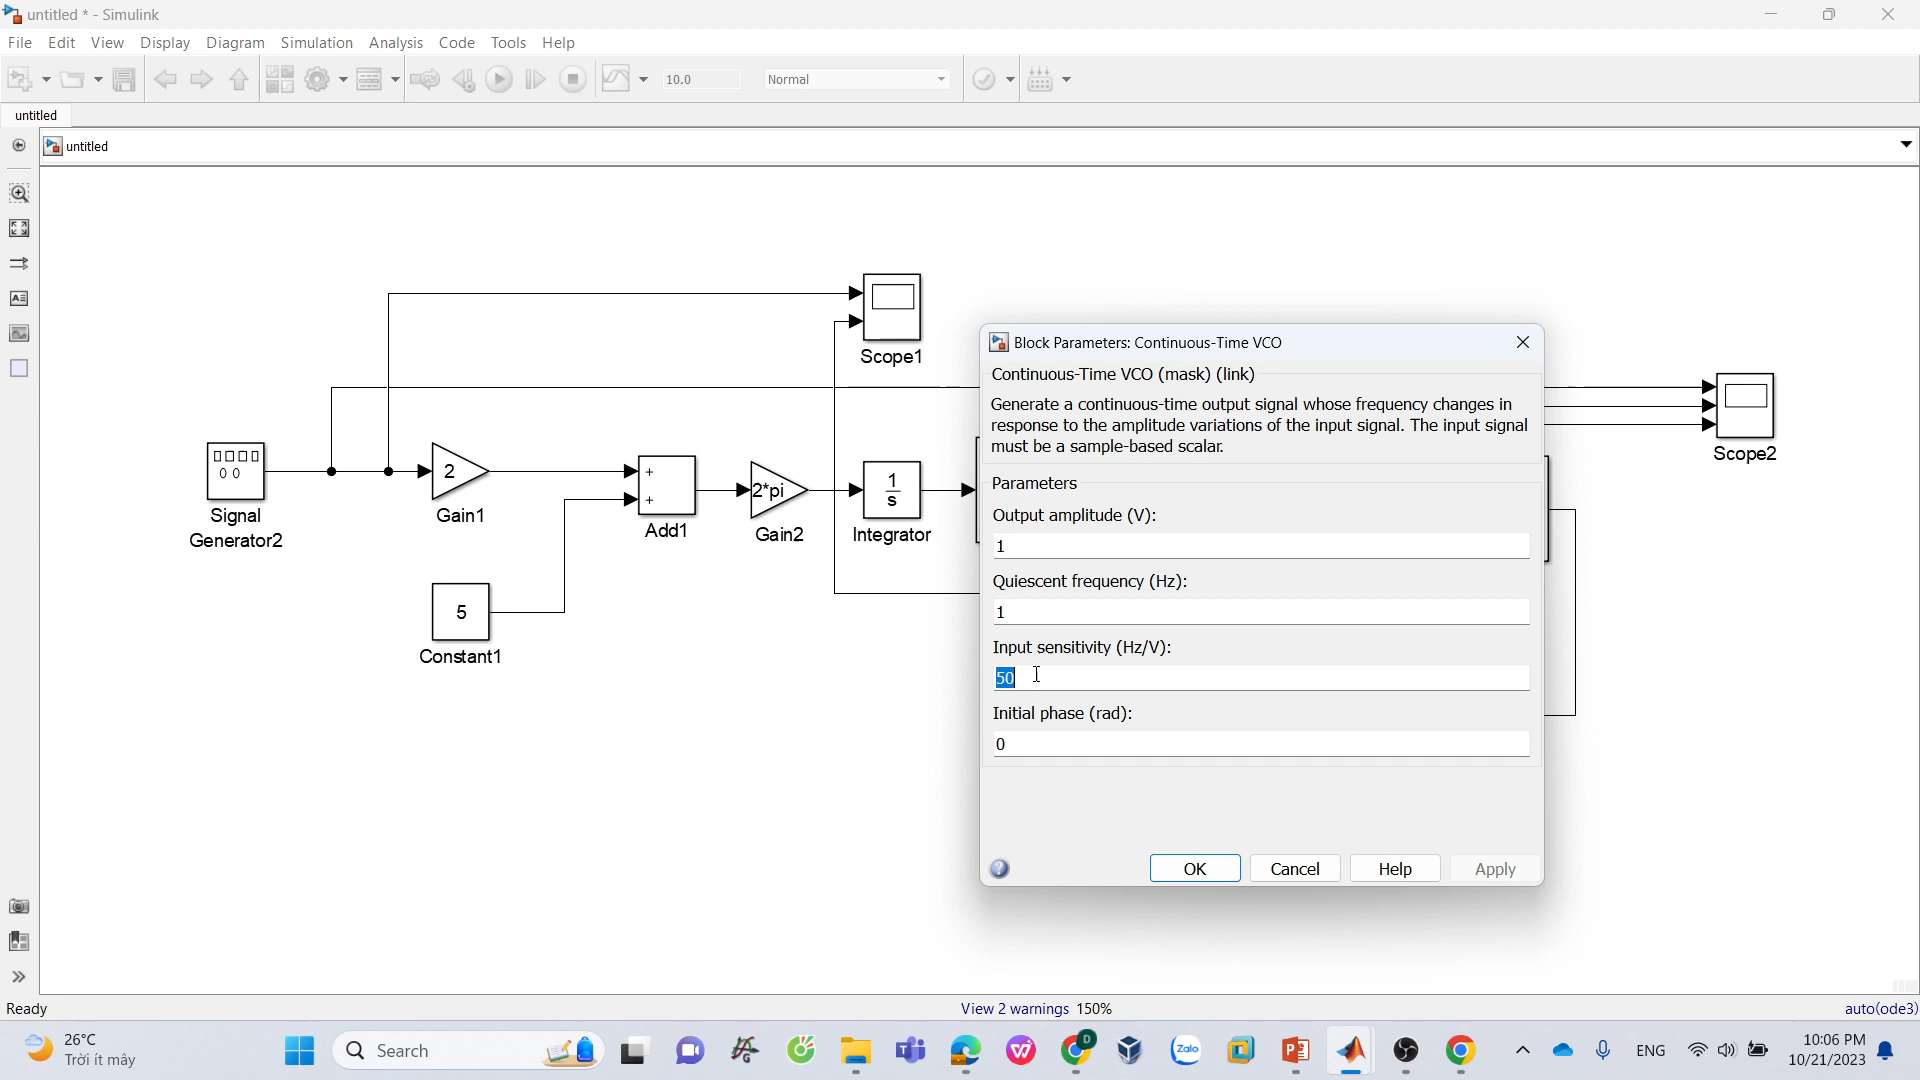 untitled * - Simulink
File Edit View Display Diagram Simulation Analysis Code Tools Help
10.0 Normal
untitled
untitled
Scope1
2
Gain1
Signal
Generator2
+
+
Add1
2*pi
Gain2
1
s
Integrator
5
Constant1
Scope2
Block Parameters: Continuous-Time VCO
Continuous-Time VCO (mask) (link)
Generate a continuous-time output signal whose frequency changes in
response to the amplitude variations of the input signal. The input signal
must be a sample-based scalar.
Parameters
Output amplitude (V):
1
Quiescent frequency (Hz):
1
Input sensitivity (Hz/V):
50
Initial phase (rad):
0
OK Cancel Help Apply
Ready View 2 warnings 150% auto(ode3)
26°C
Trời ít mây
Search
D
Zalo
ENG
10:06 PM
10/21/2023